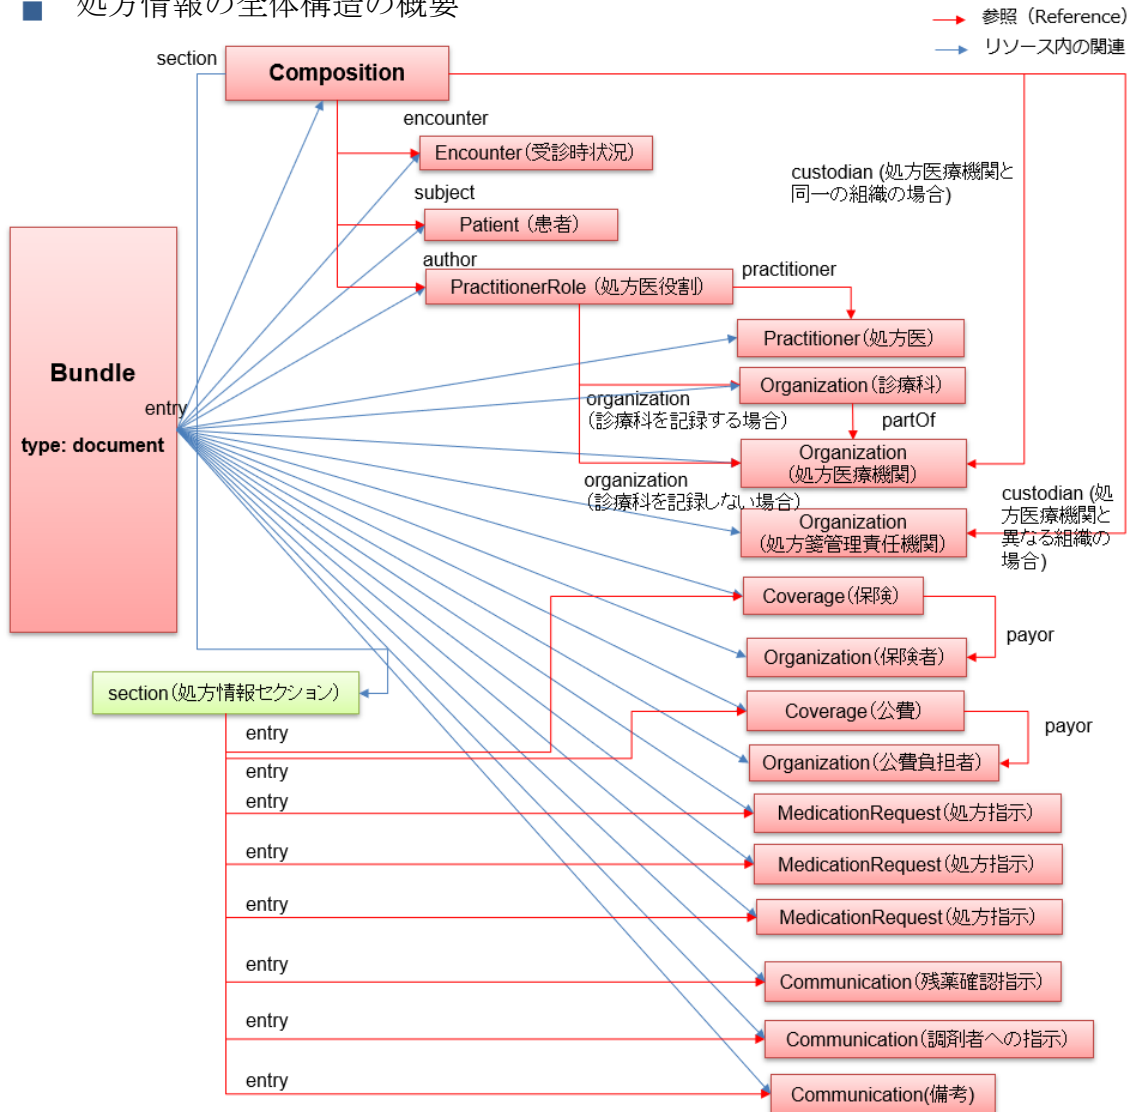 処方情報の全体構造の概要
参照（Reference）
リソース内の関連
section
Composition
encounter
Encounter（受診時状況）
custodian (処方医療機関と
同一の組織の場合)
subject
Patient（患者）
author
PractitionerRole（処方医役割）
practitioner
Practitioner（処方医）
Bundle
type: document
entry
Organization（診療科）
organization
（診療科を記録する場合）
partOf
Organization
（処方医療機関）
organization
（診療科を記録しない場合）
custodian (処
方医療機関と
異なる組織の
場合)
Organization
（処方箋管理責任機関）
Coverage（保険）
payor
Organization（保険者）
section（処方情報セクション）
Coverage（公費）
payor
entry
Organization（公費負担者）
entry
entry
MedicationRequest（処方指示）
entry
MedicationRequest（処方指示）
entry
MedicationRequest（処方指示）
entry
Communication（残薬確認指示）
entry
Communication（調剤者への指示）
entry
Communication(備考)